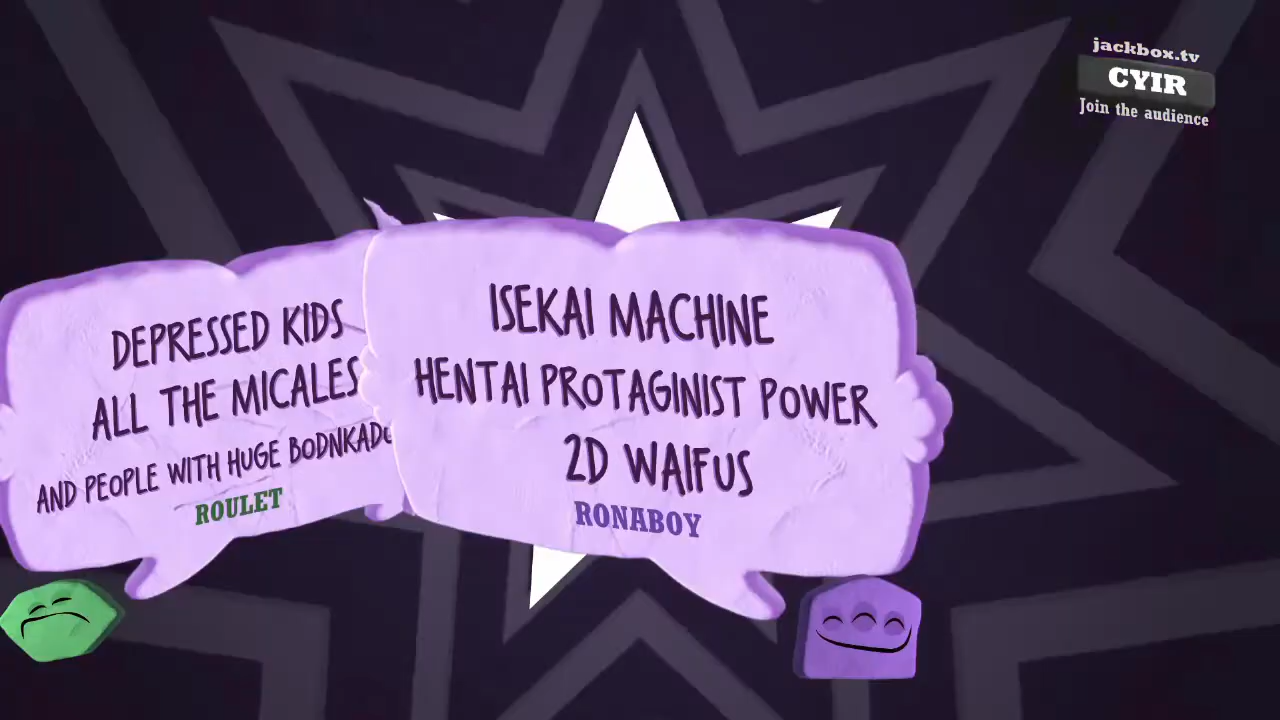 jackbox.tv
CYIR
Join the audience
DEPRESSED KIDS
ALL THE MICALES
AND PEOPLE WITH HUGE
ROULET
ISEKAI MACHINE
HENTAI PROTAGINIST POWER
2D WAIFUS
RONABOY